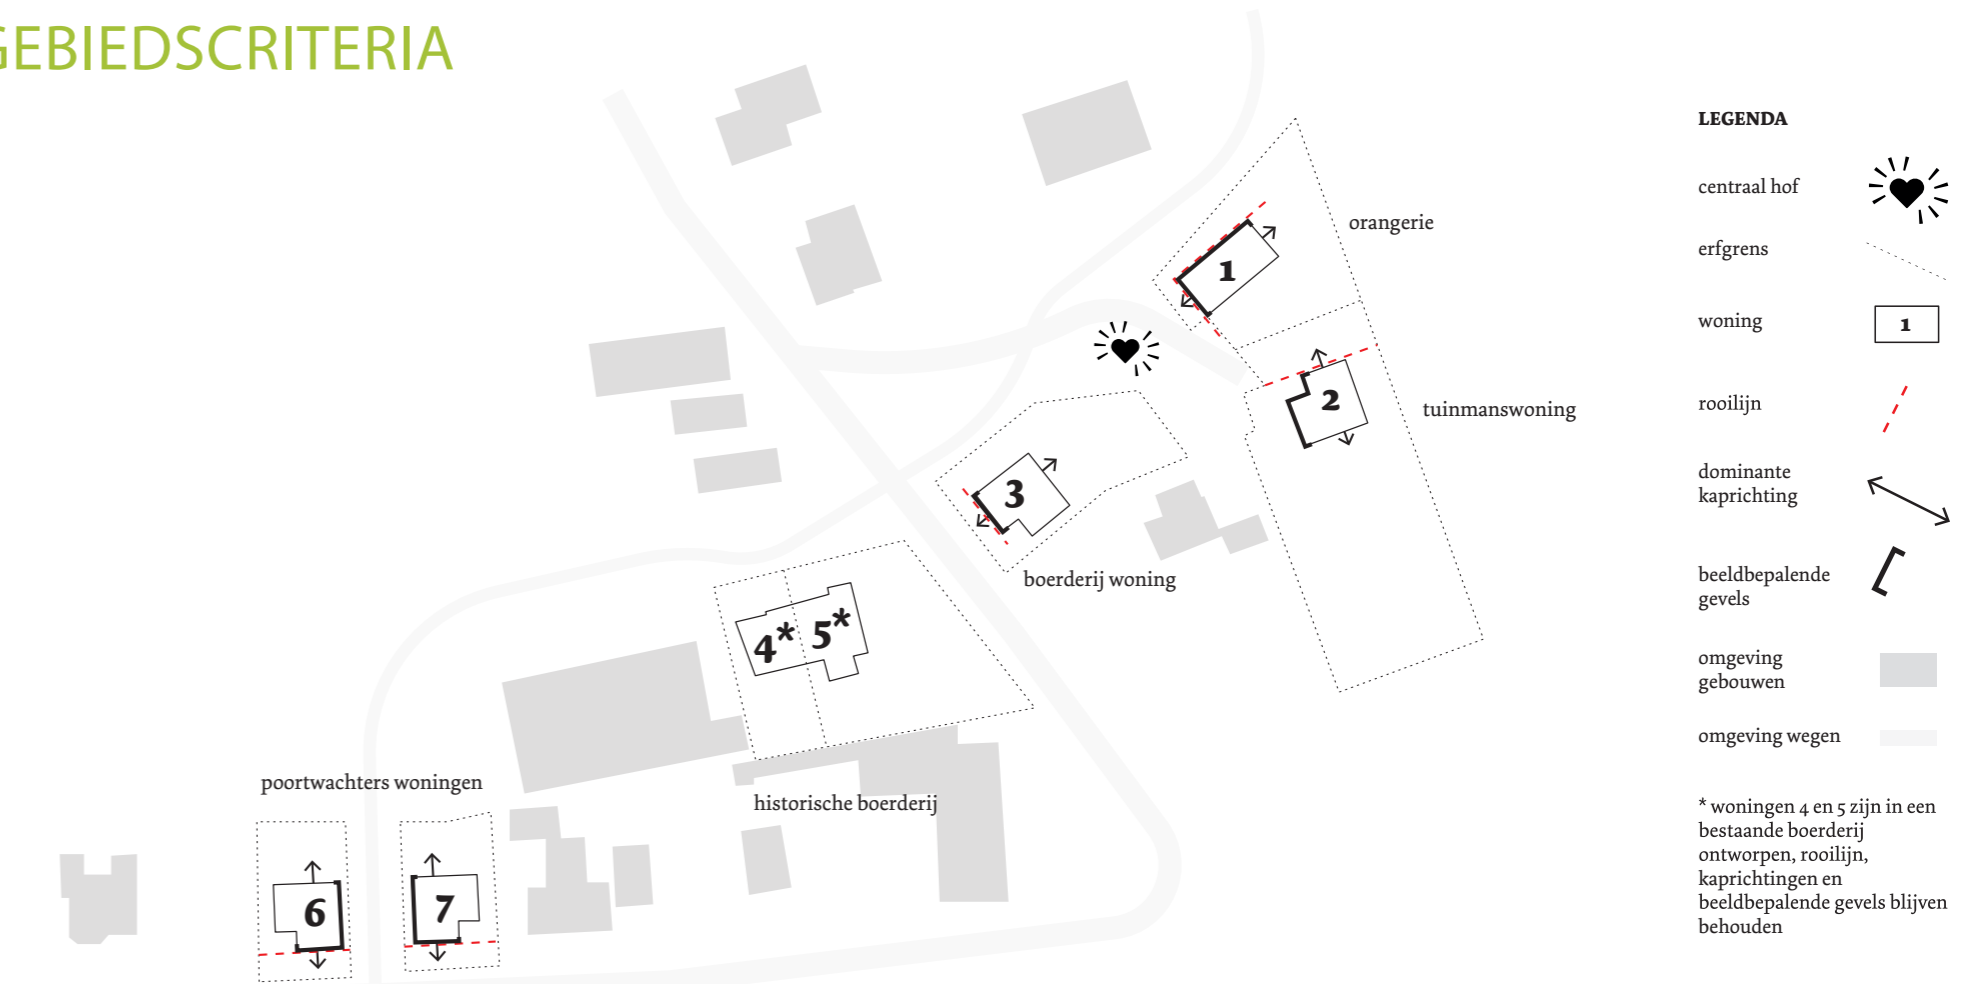 GEBIEDSCRITERIA
orangerie
1
tuinmanswoning
2
3
boerderij woning
4* 5*
historische boerderij
poortwachters woningen
6
7
LEGENDA
centraal hof
erfgrens
woning
1
rooilijn
dominante
kaprichting
beeldbepalende
gevels
omgeving
gebouwen
omgeving wegen
* woningen 4 en 5 zijn in een
bestaande boerderij
ontworpen, rooilijn,
kaprichtingen en
beeldbepalende gevels blijven
behouden